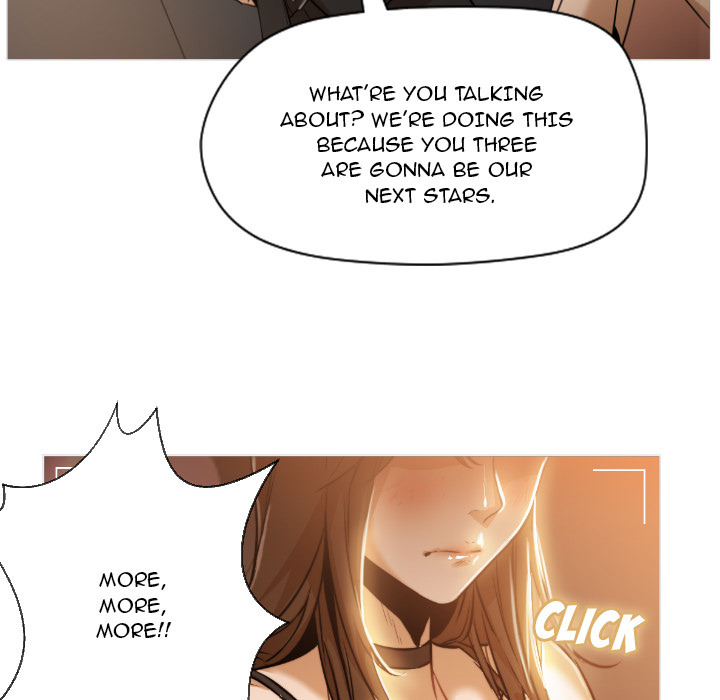 WHAT'RE YOU TALKING
ABOUT? WE'RE DOING THIS
BECAUSE YOU THREE
ARE GONNA BE OUR
NEXT STARS.
MORE,
MORE,
MORE!!
CLICK